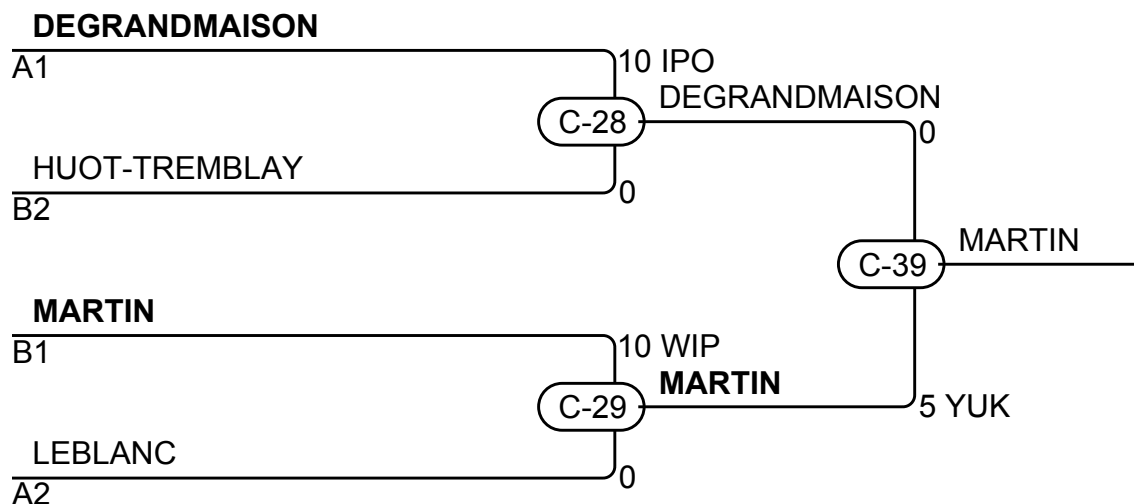 DEGRANDMAISON
A1
10 IPO
DEGRANDMAISON
C-28
0
HUOT-TREMBLAY
0
B2
C-39
MARTIN
MARTIN
B1
10 WIP
MARTIN
C-29
5 YUK
LEBLANC
0
A2